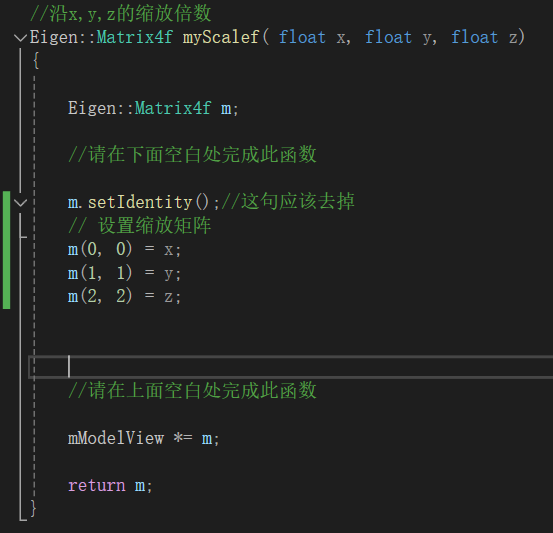 //沿x,y,z的缩放倍数
Eigen::Matrix4f myScalef( float x, float y, float z)
{
Eigen::Matrix4f m;
//请在下面空白处完成此函数
m.setIdentity();//这句应该去掉
// 设置缩放矩阵
m(0, 0) = x;
m(1, 1) = y;
m(2, 2) = z;
//请在上面空白处完成此函数
mModelView *= m;
return m;
}